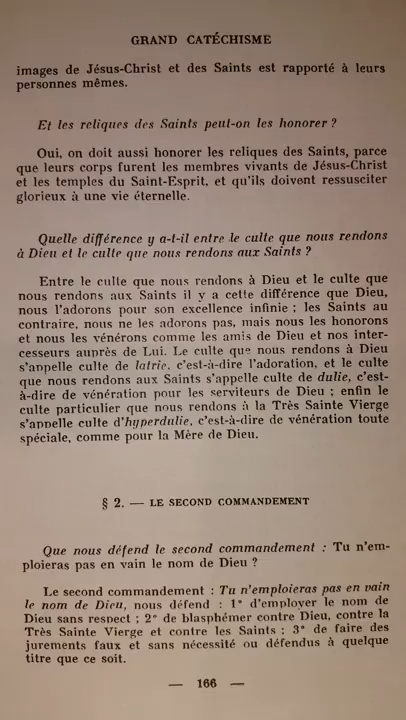 GRAND CATÉCHISME
images de Jésus-Christ et des Saints est rapporté à leurs
personnes mêmes.
Et les reliques des Saints peut-on les honorer ?
Oui, on doit aussi honorer les reliques des Saints, parce
que leurs corps furent les membres vivants de Jésus-Christ
et les temples du Saint-Esprit, et qu'ils doivent ressusciter
glorieux à une vie éternelle.
Quelle différence y a-t-il entre le culte que nous rendons
à Dieu et le culte que nous rendons aux Saints ?
Entre le culte que nous rendons à Dieu et le culte que
nous rendons aux Saints il y a cette différence que Dieu,
nous l'adorons pour son excellence infinie ; les Saints au
contraire, nous ne les adorons pas, mais nous les honorons
et nous les vénérons comme les amis de Dieu et nos inter-
cesseurs auprès de Lui. Le culte que nous rendons à Dieu
s'appelle culte de latrie, c'est-à-dire l'adoration, et le culte
que nous rendons aux Saints s'appelle culte de dulie, c'est-
à-dire de vénération pour les serviteurs de Dieu ; enfin le
culte particulier que nous rendons à la Très Sainte Vierge
s'appelle culte d'hyperdulie, c'est-à-dire de vénération toute
spéciale, comme pour la Mère de Dieu.
§ 2. — LE SECOND COMMANDEMENT
Que nous défend le second commandement : Tu n'em-
ploieras pas en vain le nom de Dieu ?
Le second commandement : Tu n'emploieras pas en vain
le nom de Dieu, nous défend : 1° d'employer le nom de
Dieu sans respect ; 2° de blasphémer contre Dieu, contre la
Très Sainte Vierge et contre les Saints ; 3° de faire des
jurements faux et sans nécessité ou défendus à quelque
titre que ce soit.
— 166 —